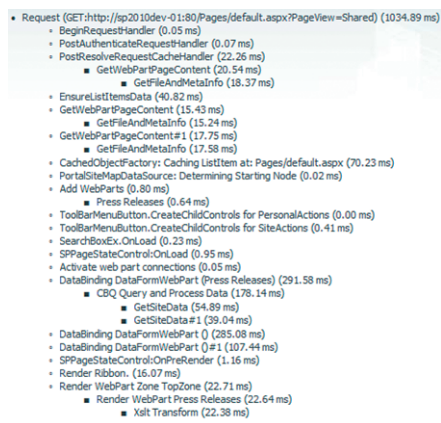 Request (GET:http://sp2010dev-01:80/Pages/default.aspx?PageView=Shared) (1034.89 ms)
BeginRequestHandler (0.05 ms)
PostAuthenticateRequestHandler (0.07 ms)
PostResolveRequestCacheHandler (22.26 ms)
GetWebPartPageContent (20.54 ms)
GetFileAndMetaInfo (18.37 ms)
EnsureListItemsData (40.82 ms)
GetWebPartPageContent (15.43 ms)
GetFileAndMetaInfo (15.24 ms)
GetWebPartPageContent#1 (17.75 ms)
GetFileAndMetaInfo (17.58 ms)
CachedObjectFactory: Caching ListItem at: Pages/default.aspx (70.23 ms)
PortalSiteMapDataSource: Determining Starting Node (0.02 ms)
Add WebParts (0.80 ms)
Press Releases (0.64 ms)
ToolBarMenuButton.CreateChildControls for PersonalActions (0.00 ms)
ToolBarMenuButton.CreateChildControls for SiteActions (0.41 ms)
SearchBoxEx.OnLoad (0.23 ms)
SPPageStateControl:OnLoad (0.95 ms)
Activate web part connections (0.05 ms)
DataBinding DataFormWebPart (Press Releases) (291.58 ms)
CBQ Query and Process Data (178.14 ms)
GetSiteData (54.89 ms)
GetSiteData#1 (39.04 ms)
DataBinding DataFormWebPart () (285.08 ms)
DataBinding DataFormWebPart ()#1 (107.44 ms)
SPPageStateControl:OnPreRender (1.16 ms)
Render Ribbon. (16.07 ms)
Render WebPart Zone TopZone (22.71 ms)
Render WebPart Press Releases (22.64 ms)
Xslt Transform (22.38 ms)